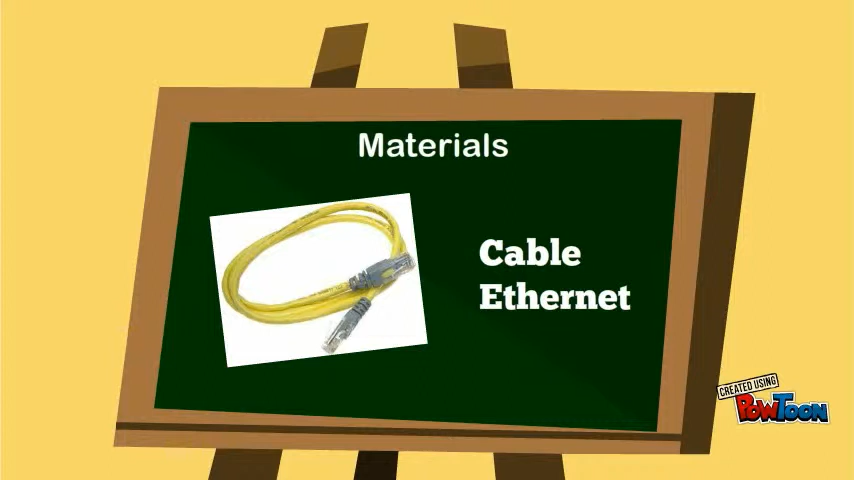 Materials
Cable
Ethernet
CREATED USING
POWTOON